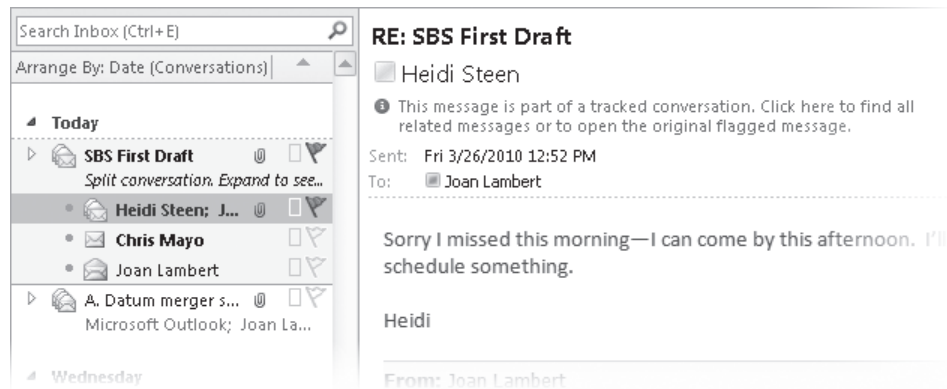 Search Inbox (Ctrl+E)
Arrange By: Date (Conversations)
Today
SBS First Draft
Split conversation. Expand to see...
Heidi Steen; J...
Chris Mayo
Joan Lambert
A. Datum merger s...
Microsoft Outlook; Joan La...
Wednesday
RE: SBS First Draft
Heidi Steen
This message is part of a tracked conversation. Click here to find all
related messages or to open the original flagged message.
Sent: Fri 3/26/2010 12:52 PM
To: Joan Lambert
Sorry I missed this morning—I can come by this afternoon. I'll
schedule something.
Heidi
From: Joan Lambert